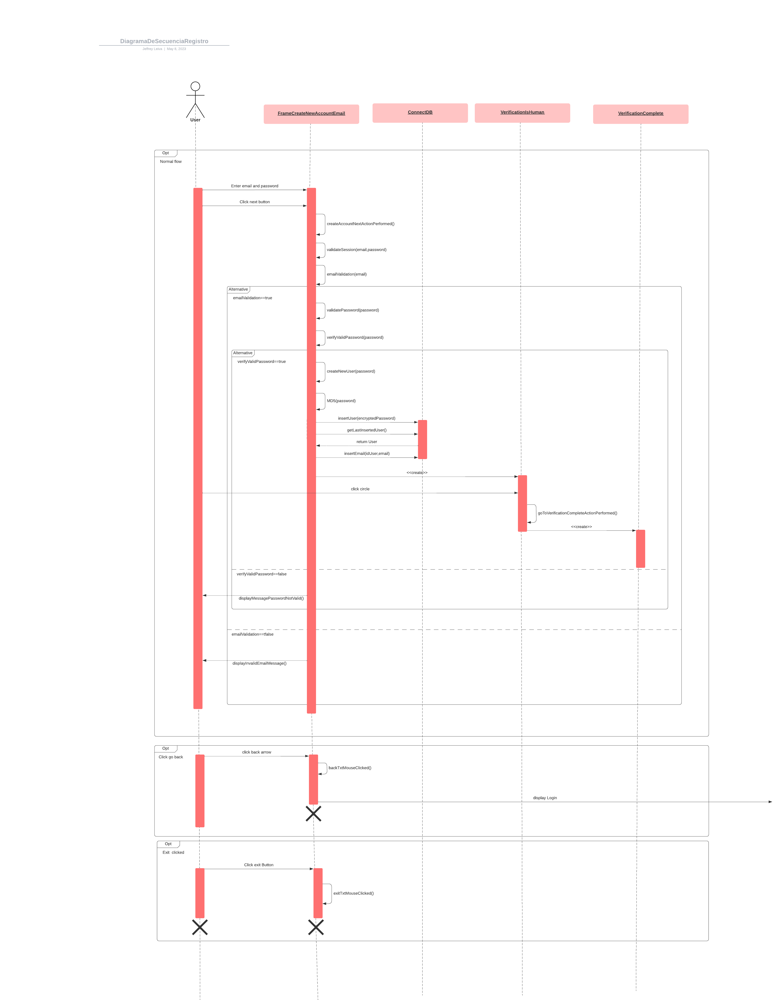 DiagramaDeSecuenciaRegistro
Jeffrey Leiva | May 8, 2023
User
FrameCreateNewAccountEmail
ConnectDB
VerificationIsHuman
VerificationComplete
Opt
Normal flow
Enter email and password
Click next button
createAccountNextActionPerformed()
validateSession(email,password)
emailValidation(email)
Alternative
emailValidation==true
validatePassword(password)
verifyValidPassword(password)
Alternative
verifyValidPassword==true
createNewUser(password)
MD5(password)
insertUser(encryptedPassword)
getLastInsertedUser()
return User
insertEmail(idUser,email)
<<create>>
click circle
goToVerificationCompleteActionPerformed()
<<create>>
verifyValidPassword==false
displayMessagePasswordNotValid()
emailValidation==tfalse
displayInvalidEmailMessage()
Opt
Click go back
click back arrow
backTxtMouseClicked()
display Login
Opt
Exit clicked
Click exit Button
exitTxtMouseClicked()